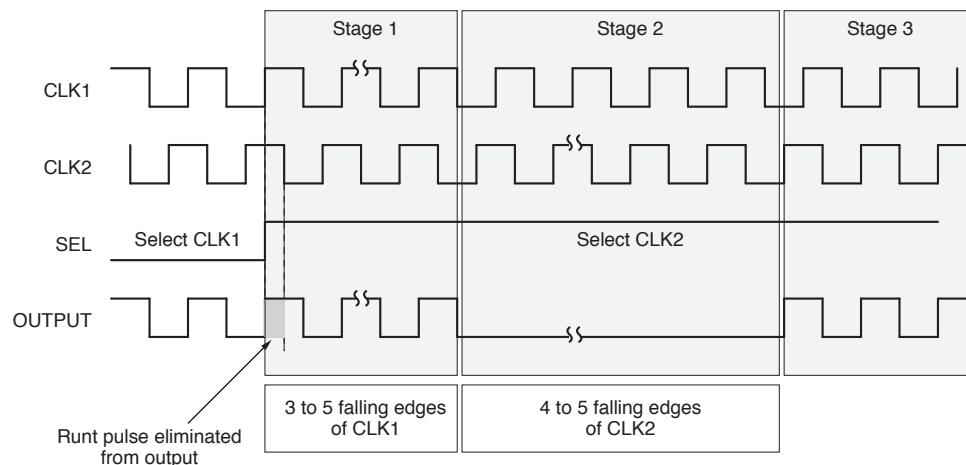 Stage 1
Stage 2
Stage 3
CLK1
CLK2
SEL
Select CLK1
Select CLK2
OUTPUT
3 to 5 falling edges
of CLK1
4 to 5 falling edges
of CLK2
Runt pulse eliminated
from output